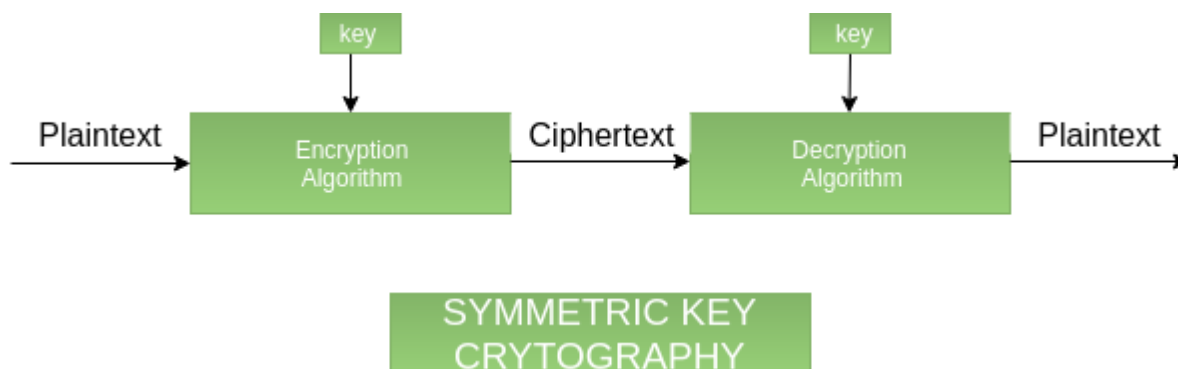 key
key
Plaintext
Encryption
Algorithm
Ciphertext
Decryption
Algorithm
Plaintext
SYMMETRIC KEY
CRYTOGRAPHY